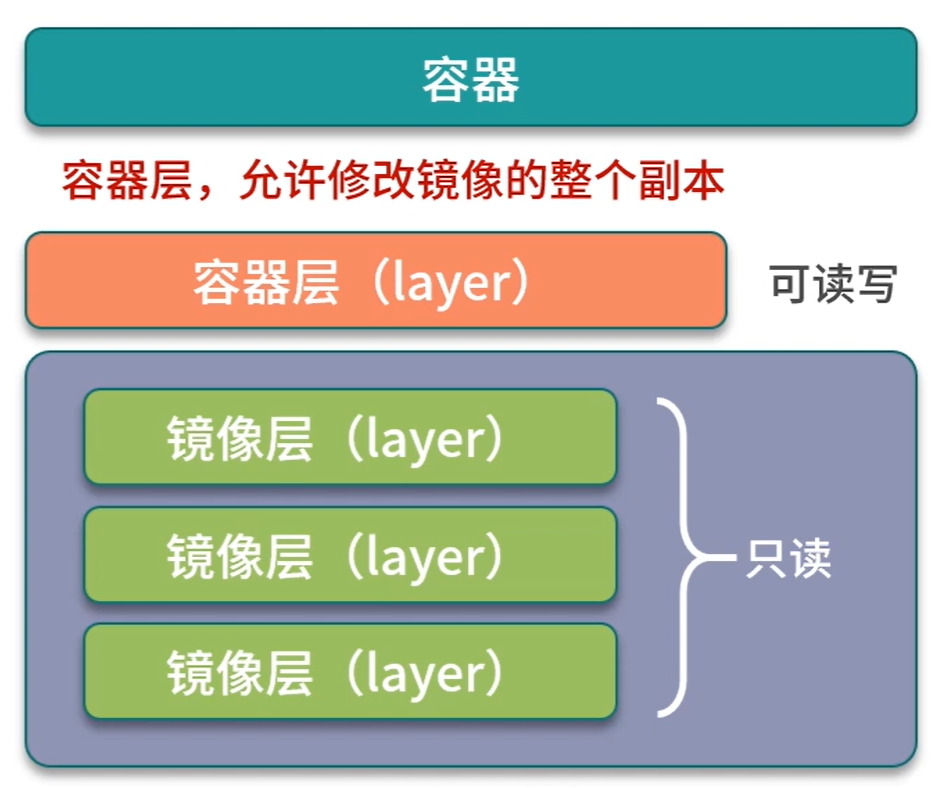 容器
容器层，允许修改镜像的整个副本
容器层（layer）
可读写
镜像层（layer）
镜像层（layer）
只读
镜像层（layer）